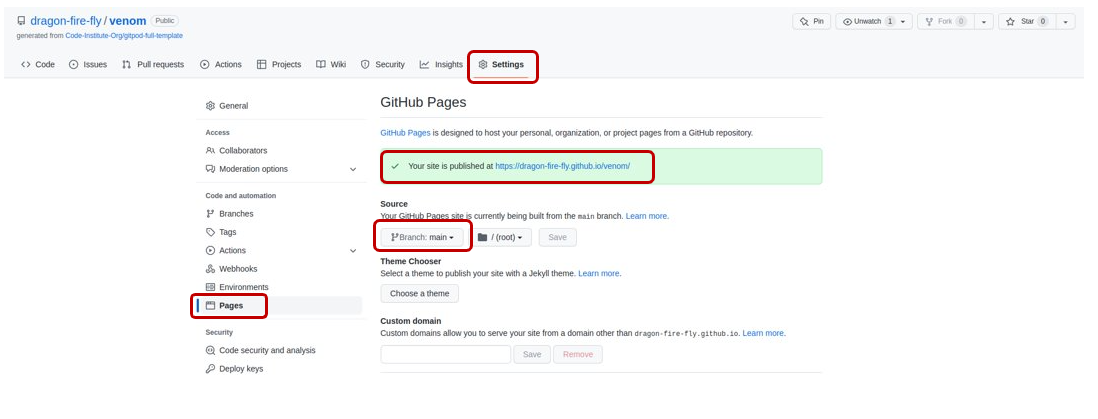 dragon-fire-fly / venom Public
Pin Unwatch 1 Fork 0 Star 0
generated from Code-Institute-Org/gitpod-full-template
Code Issues Pull requests Actions Projects Wiki Security Insights Settings
General
Access
Collaborators
Moderation options
Code and automation
Branches
Tags
Actions
Webhooks
Environments
Pages
Security
Code security and analysis
Deploy keys
GitHub Pages
GitHub Pages is designed to host your personal, organization, or project pages from a GitHub repository.
Your site is published at https://dragon-fire-fly.github.io/venom/
Source
Your GitHub Pages site is currently being built from the main branch. Learn more.
Branch: main / (root) Save
Theme Chooser
Select a theme to publish your site with a Jekyll theme. Learn more.
Choose a theme
Custom domain
Custom domains allow you to serve your site from a domain other than dragon-fire-fly.github.io. Learn more.
Save Remove